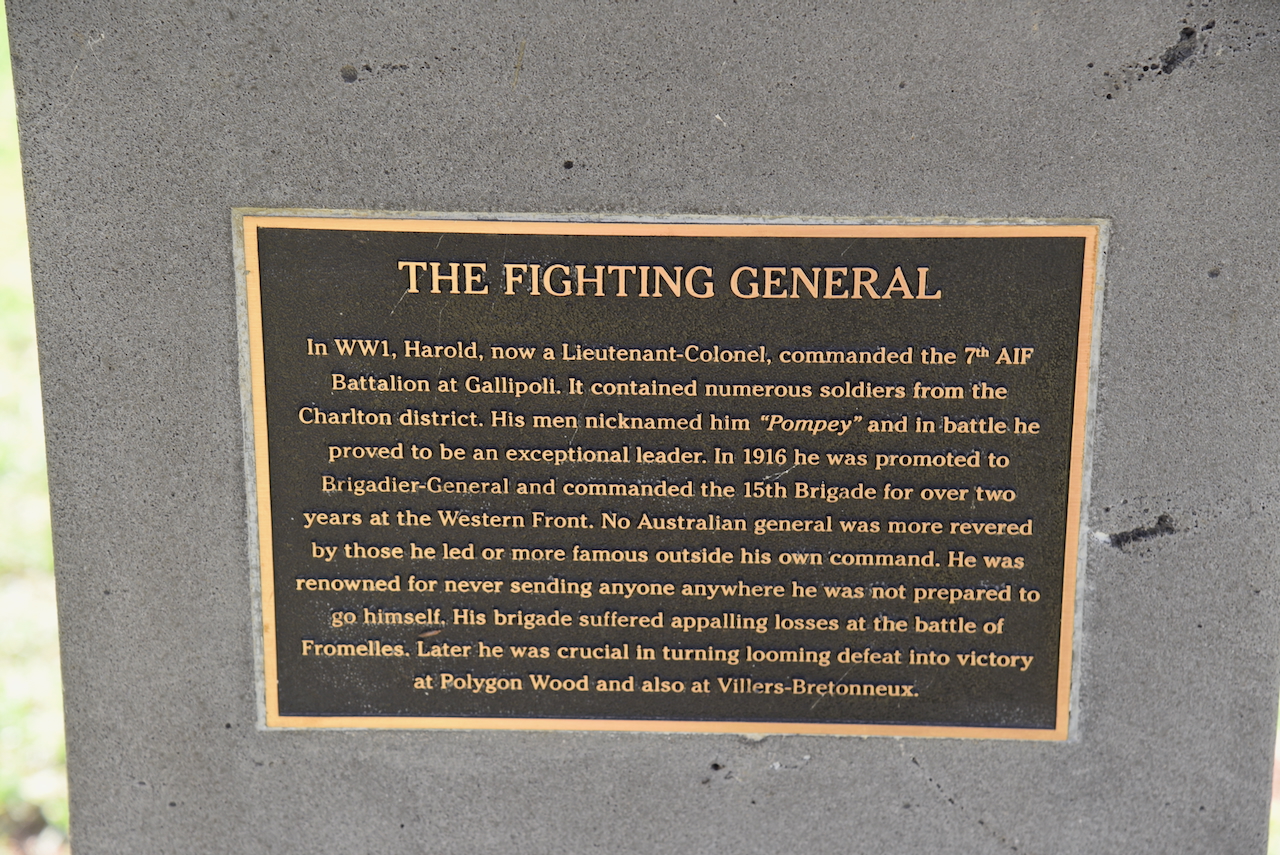 THE FIGHTING GENERAL
In WW1, Harold, now a Lieutenant-Colonel, commanded the 7th AIF
Battalion at Gallipoli. It contained numerous soldiers from the
Charlton district. His men nicknamed him "Pompey" and in battle he
proved to be an exceptional leader. In 1916 he was promoted to
Brigadier-General and commanded the 15th Brigade for over two
years at the Western Front. No Australian general was more revered
by those he led or more famous outside his own command. He was
renowned for never sending anyone anywhere he was not prepared to
go himself. His brigade suffered appalling losses at the battle of
Fromelles. Later he was crucial in turning looming defeat into victory
at Polygon Wood and also at Villers-Bretonneux.